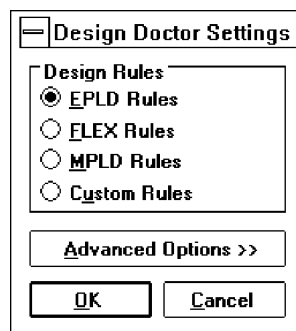 Design Doctor Settings
Design Rules
EPLD Rules
FLEX Rules
MPLD Rules
Custom Rules
Advanced Options >>
OK
Cancel